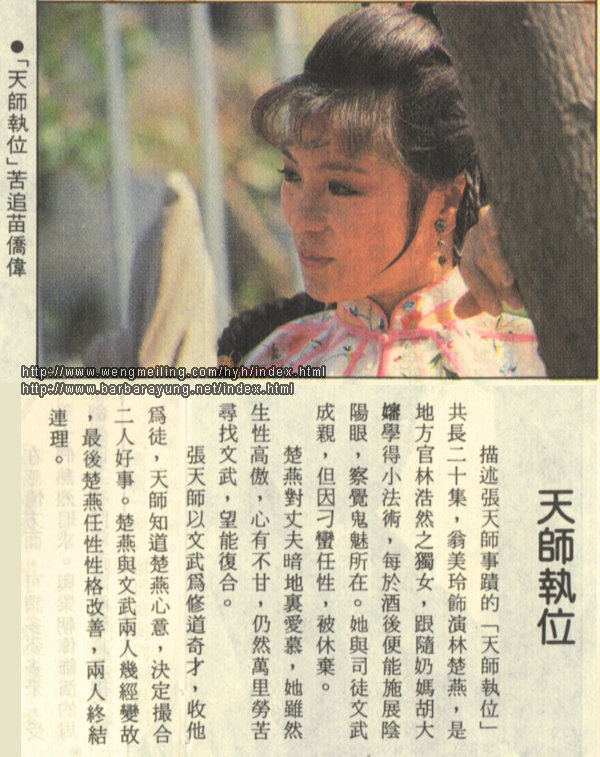 ●「天師執位」苦追苗僑偉
http://www.wengmeiling.com/hyh/index.html
http://www.barbarayung.net/index.html
天師執位
描述張天師事蹟的「天師執位」
共長二十集，翁美玲飾演林楚燕，是
地方官林浩然之獨女，跟隨奶媽胡大
嬸學得小法術，每於酒後便能施展陰
陽眼，察覺鬼魅所在。她與司徒文武
成親，但因刁蠻任性，被休棄。
楚燕對丈夫暗地裏愛慕，她雖然
生性高傲，心有不甘，仍然萬里勞苦
尋找文武，望能復合。
張天師以文武爲修道奇才，收他
爲徒，天師知道楚燕心意，決定撮合
二人好事。楚燕與文武兩人幾經變故
，最後楚燕任性性格改善，兩人終結
連理。